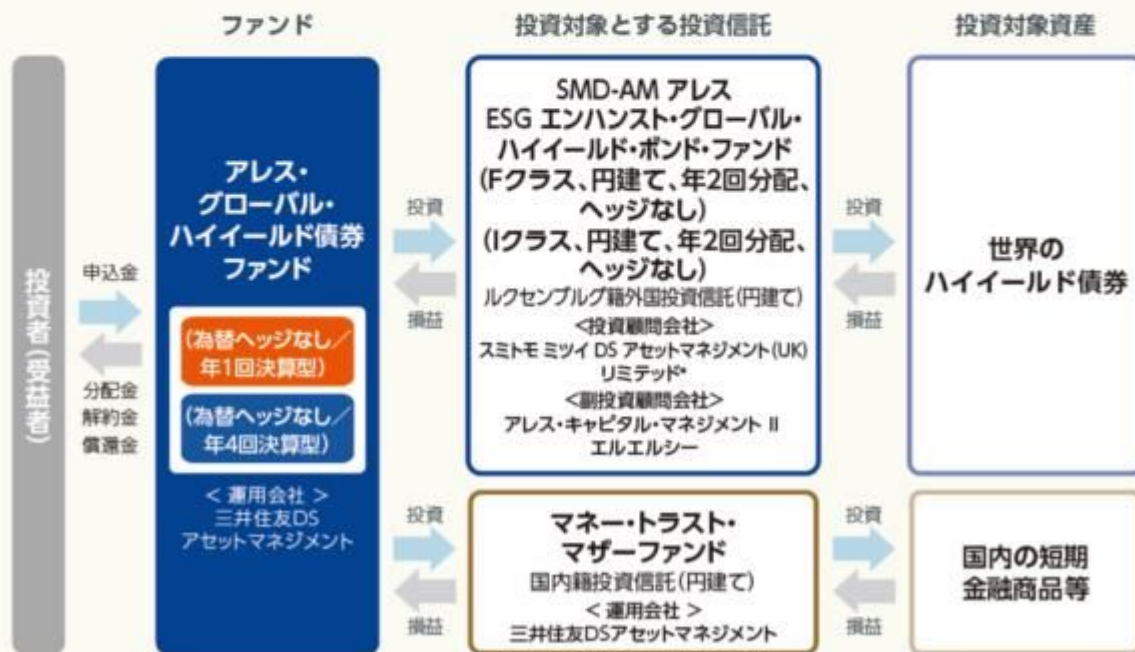 ファンド
投資対象とする投資信託
投資対象資産
投資者(受益者)
申込金
分配金
解約金
償還金
アレス・
グローバル・
ハイイールド債券
ファンド
(為替ヘッジなし／
年1回決算型)
(為替ヘッジなし／
年4回決算型)
< 運用会社 >
三井住友DS
アセットマネジメント
投資
損益
SMD-AM アレス
ESG エンハンスト・グローバル・
ハイイールド・ボンド・ファンド
(Fクラス、円建て、年2回分配、
ヘッジなし)
(Iクラス、円建て、年2回分配、
ヘッジなし)
ルクセンブルグ籍外国投資信託(円建て)
<投資顧問会社>
スミトモ ミツイ DS アセットマネジメント(UK)
リミテッド*
<副投資顧問会社>
アレス・キャピタル・マネジメント II
エルエルシー
投資
損益
世界の
ハイイールド債券
投資
損益
マネー・トラスト・
マザーファンド
国内籍投資信託(円建て)
< 運用会社 >
三井住友DSアセットマネジメント
投資
損益
国内の短期
金融商品等